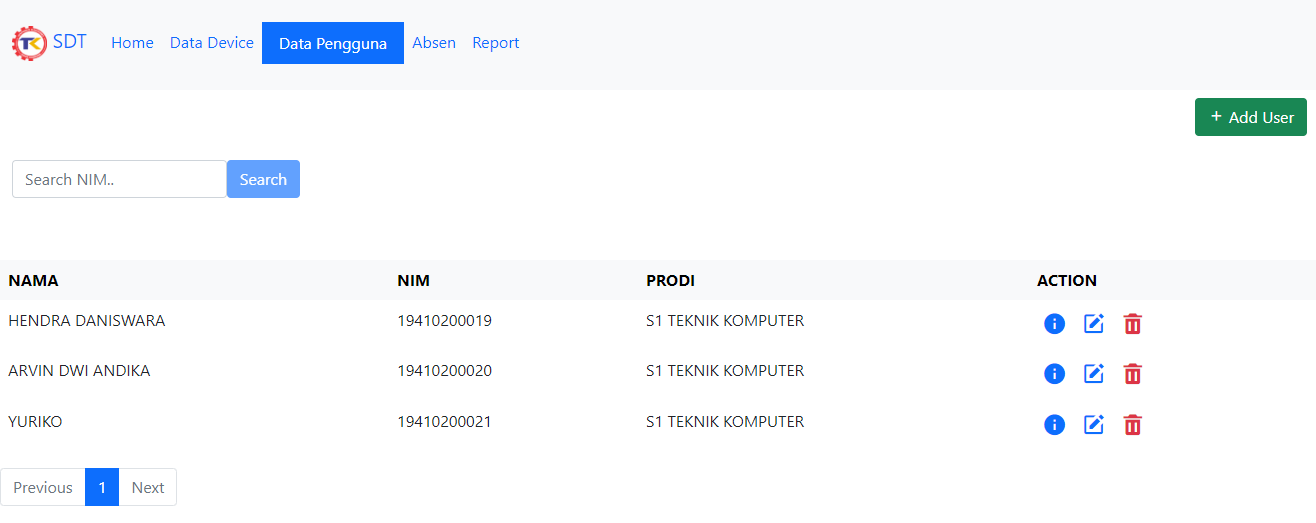 TK SDT Home Data Device Data Pengguna Absen Report
+ Add User
Search NIM.. Search
NAMA NIM PRODI ACTION
HENDRA DANISWARA 19410200019 S1 TEKNIK KOMPUTER
ARVIN DWI ANDIKA 19410200020 S1 TEKNIK KOMPUTER
YURIKO 19410200021 S1 TEKNIK KOMPUTER
Previous 1 Next